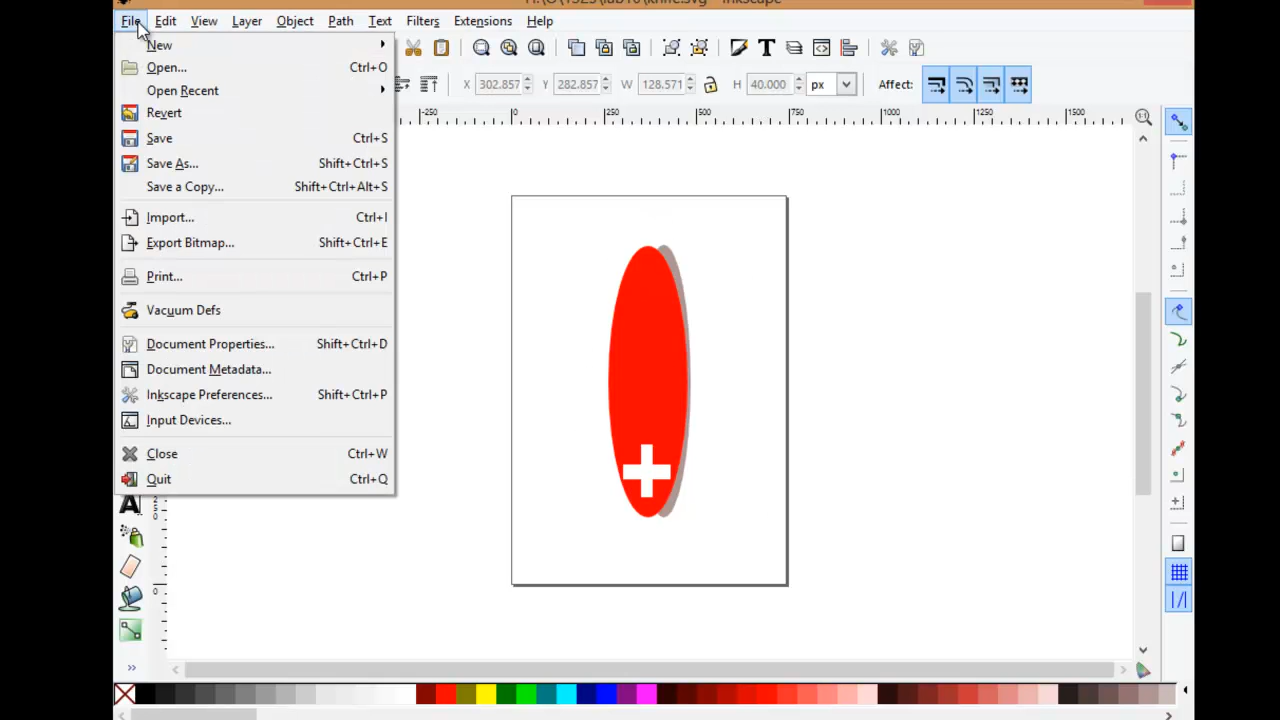 File Edit View Layer Object Path Text Filters Extensions Help
New
Open... Ctrl+O
Open Recent
Revert
Save Ctrl+S
Save As... Shift+Ctrl+S
Save a Copy... Shift+Ctrl+Alt+S
Import... Ctrl+I
Export Bitmap... Shift+Ctrl+E
Print... Ctrl+P
Vacuum Defs
Document Properties... Shift+Ctrl+D
Document Metadata...
Inkscape Preferences... Shift+Ctrl+P
Input Devices...
Close Ctrl+W
Quit Ctrl+Q
X 302.857 Y 282.857 W 128.571 H 40.000 px Affect:
-250 0 250 500 750 1000 1250 1500